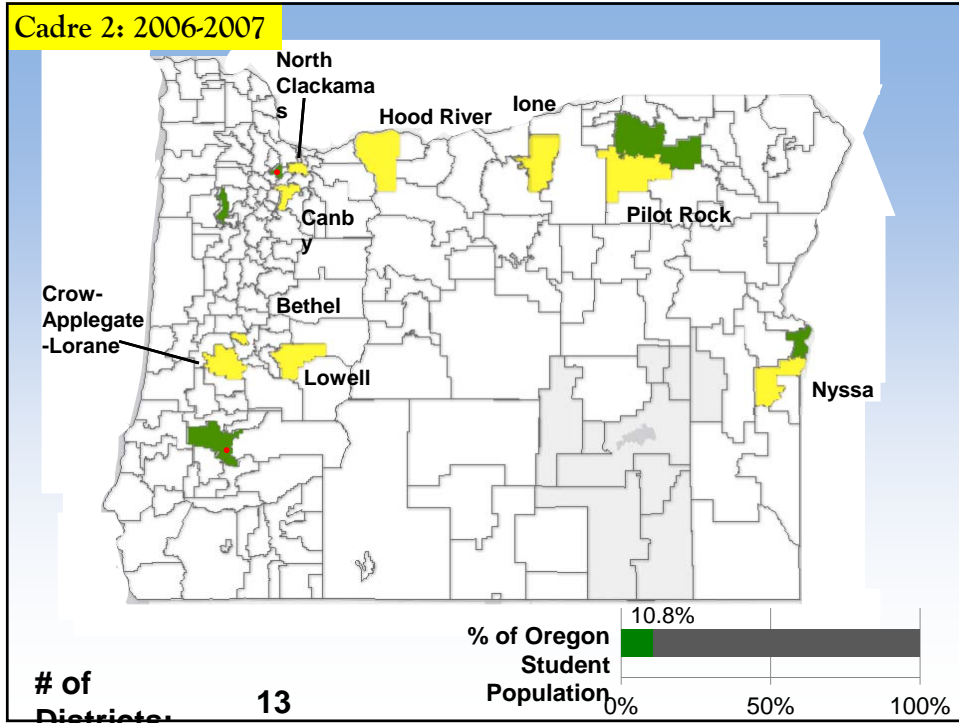 Cadre 2: 2006-2007
North
Clackama
s
Hood River
Ione
Pilot Rock
Canb
y
Crow-
Applegate
-Lorane
Bethel
Lowell
Nyssa
10.8%
% of Oregon
Student
Population
0%
50%
100%
# of
Districts:
13